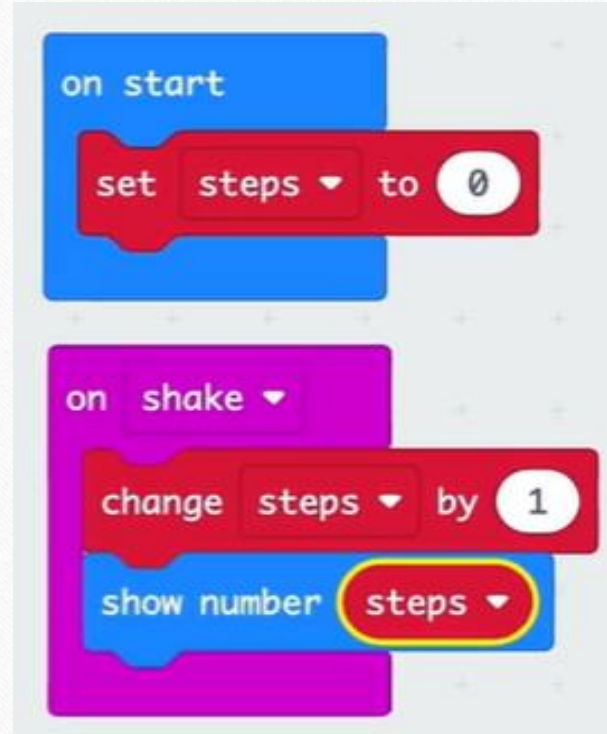 on start
set steps to 0
on shake
change steps by 1
show number steps